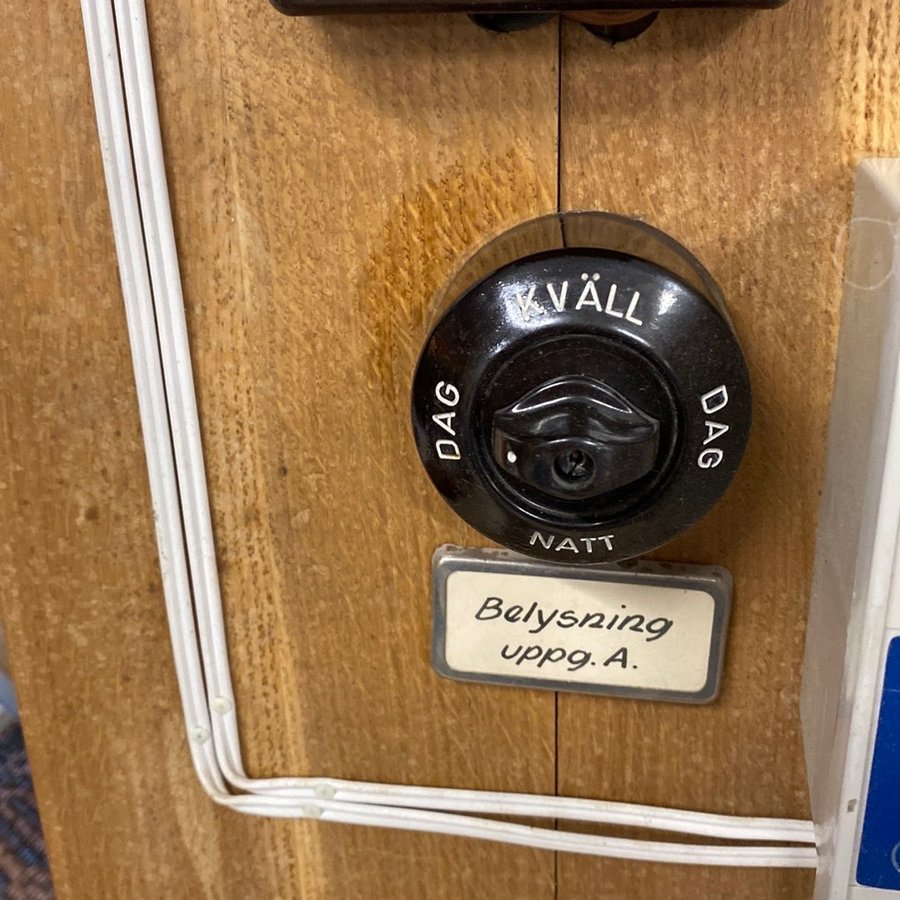 KVÄLL
DAG
DAG
NATT
Belysning
uppg. A.